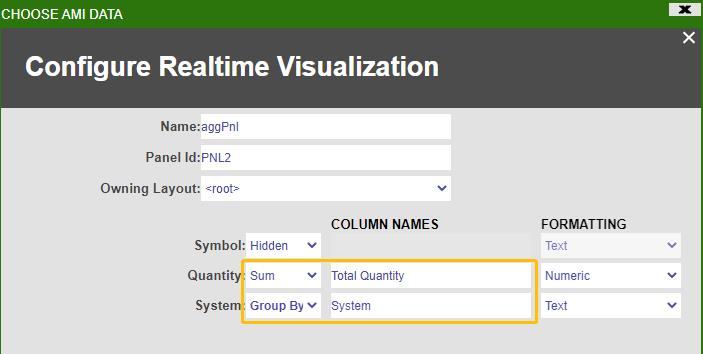 CHOOSE AMI DATA
Configure Realtime Visualization
Name: aggPnl
Panel Id: PNL2
Owning Layout: <root>
COLUMN NAMES FORMATTING
Symbol: Hidden Text
Quantity: Sum Total Quantity Numeric
System: Group By System Text